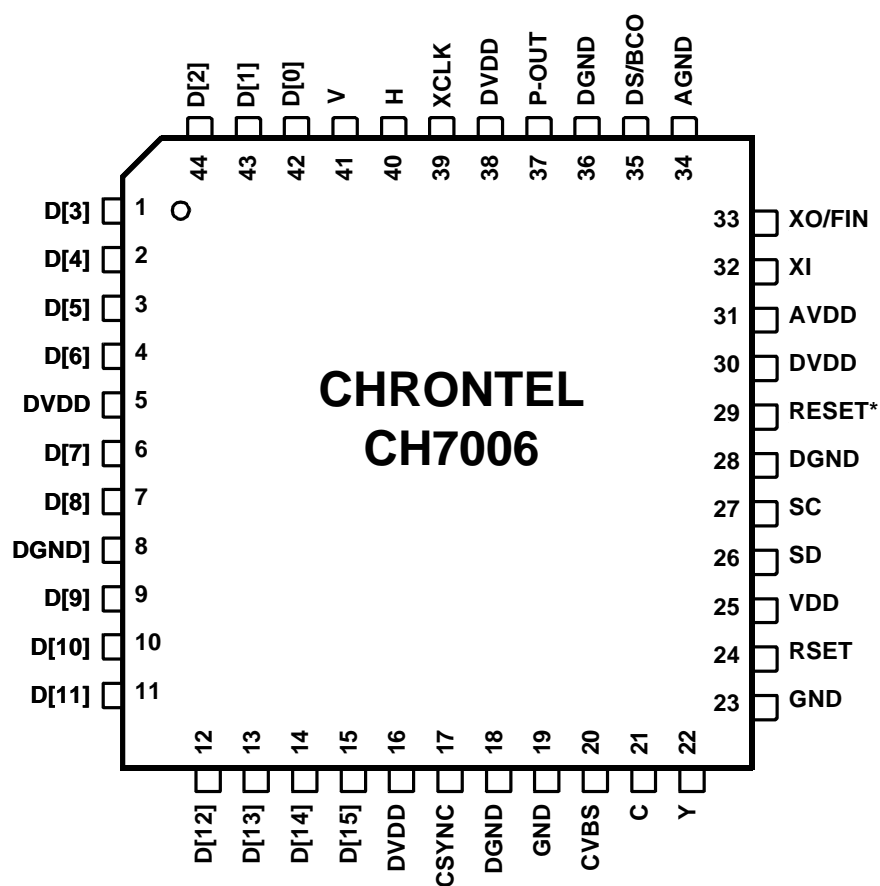 D[2] D[1] D[0] V H XCLK DVDD P-OUT DGND DS/BCO AGND
44 43 42 41 40 39 38 37 36 35 34
D[3] 1
D[4] 2
D[5] 3
D[6] 4
DVDD 5
D[7] 6
D[8] 7
DGND] 8
D[9] 9
D[10] 10
D[11] 11
CHRONTEL
CH7006
33 XO/FIN
32 XI
31 AVDD
30 DVDD
29 RESET*
28 DGND
27 SC
26 SD
25 VDD
24 RSET
23 GND
12 13 14 15 16 17 18 19 20 21 22
D[12] D[13] D[14] D[15] DVDD CSYNC DGND GND CVBS C Y